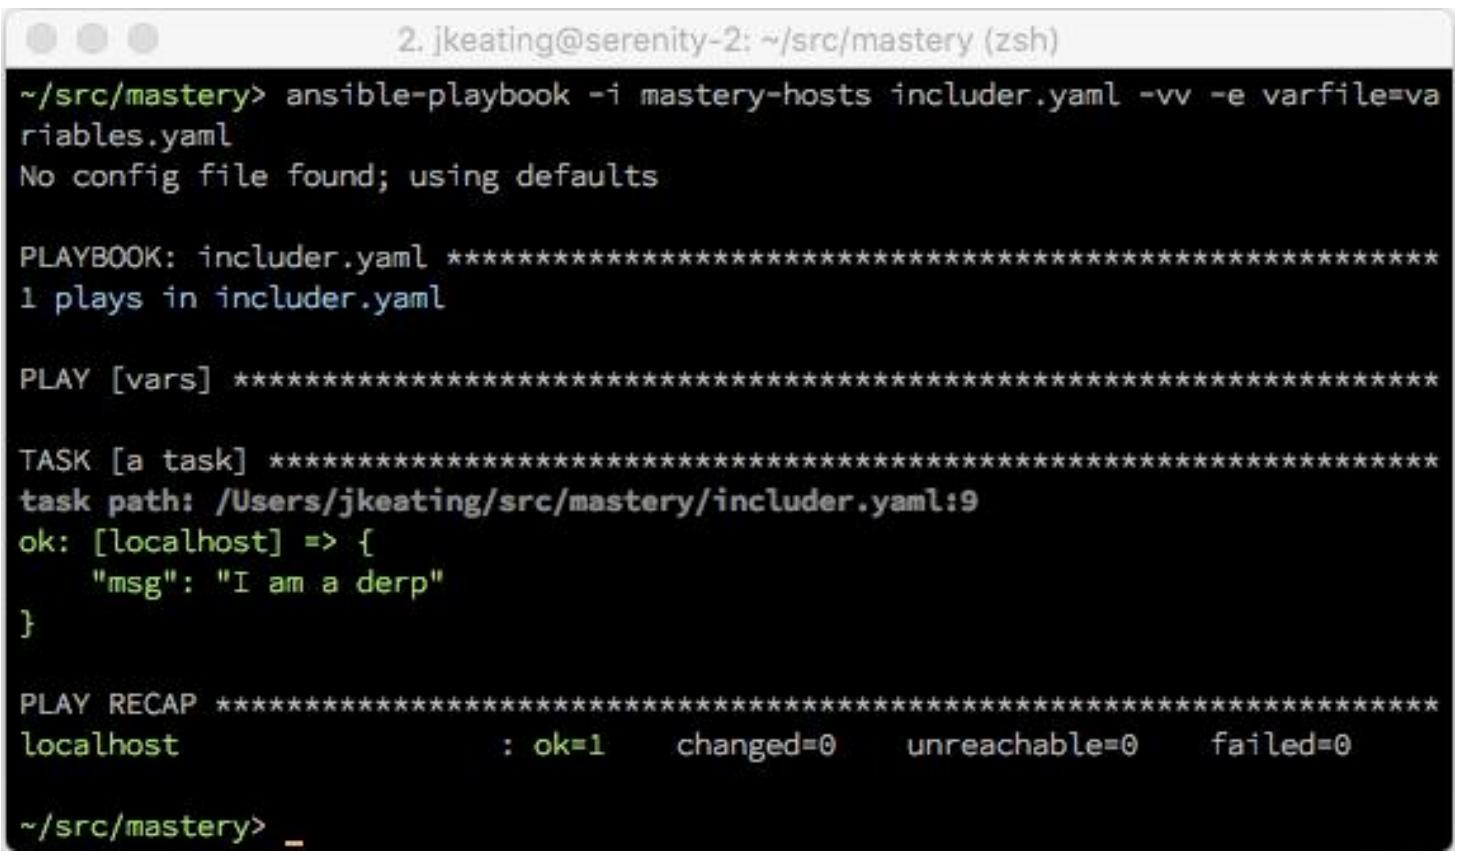 2. jkeating@serenity-2: ~/src/mastery (zsh)
~/src/mastery> ansible-playbook -i mastery-hosts includer.yaml -vv -e varfile=va
riables.yaml
No config file found; using defaults
PLAYBOOK: includer.yaml ********************************************************
1 plays in includer.yaml
PLAY [vars] ********************************************************************
TASK [a task] ******************************************************************
task path: /Users/jkeating/src/mastery/includer.yaml:9
ok: [localhost] => {
    "msg": "I am a derp"
}
PLAY RECAP *********************************************************************
localhost                  : ok=1    changed=0    unreachable=0    failed=0
~/src/mastery> _